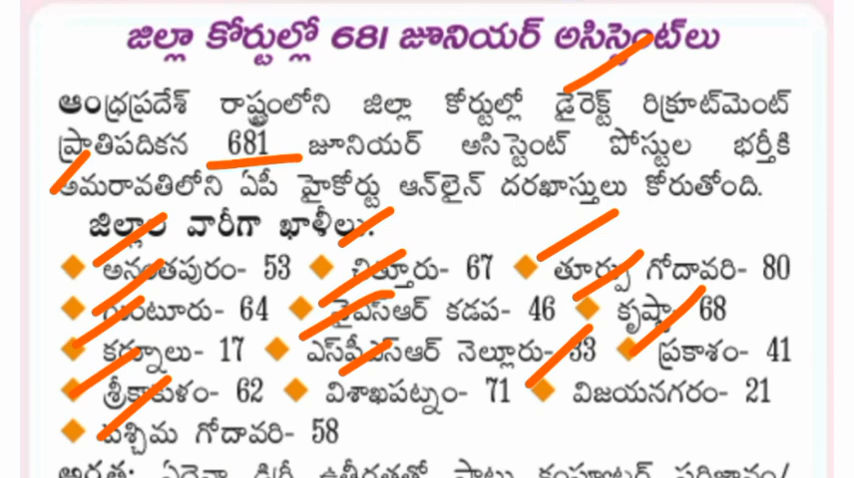 జిల్లా కోర్టుల్లో 681 జూనియర్ అసిస్టెంట్‌లు
ఆంధ్రప్రదేశ్ రాష్ట్రంలోని జిల్లా కోర్టుల్లో డైరెక్ట్ రిక్రూట్‌మెంట్
ప్రాతిపదికన 681 జూనియర్ అసిస్టెంట్ పోస్టుల భర్తీకి
అమరావతిలోని ఏపీ హైకోర్టు ఆన్‌లైన్ దరఖాస్తులు కోరుతోంది.
జిల్లాల వారీగా ఖాళీలు:
◆ అనంతపురం- 53 ◆ చిత్తూరు- 67 ◆ తూర్పు గోదావరి- 80
◆ గుంటూరు- 64 ◆ వైఎస్ఆర్ కడప- 46 ◆ కృష్ణా- 68
◆ కర్నూలు- 17 ◆ ఎస్‌పీఎస్ఆర్ నెల్లూరు- 33 ◆ ప్రకాశం- 41
◆ శ్రీకాకుళం- 62 ◆ విశాఖపట్నం- 71 ◆ విజయనగరం- 21
◆ పశ్చిమ గోదావరి- 58